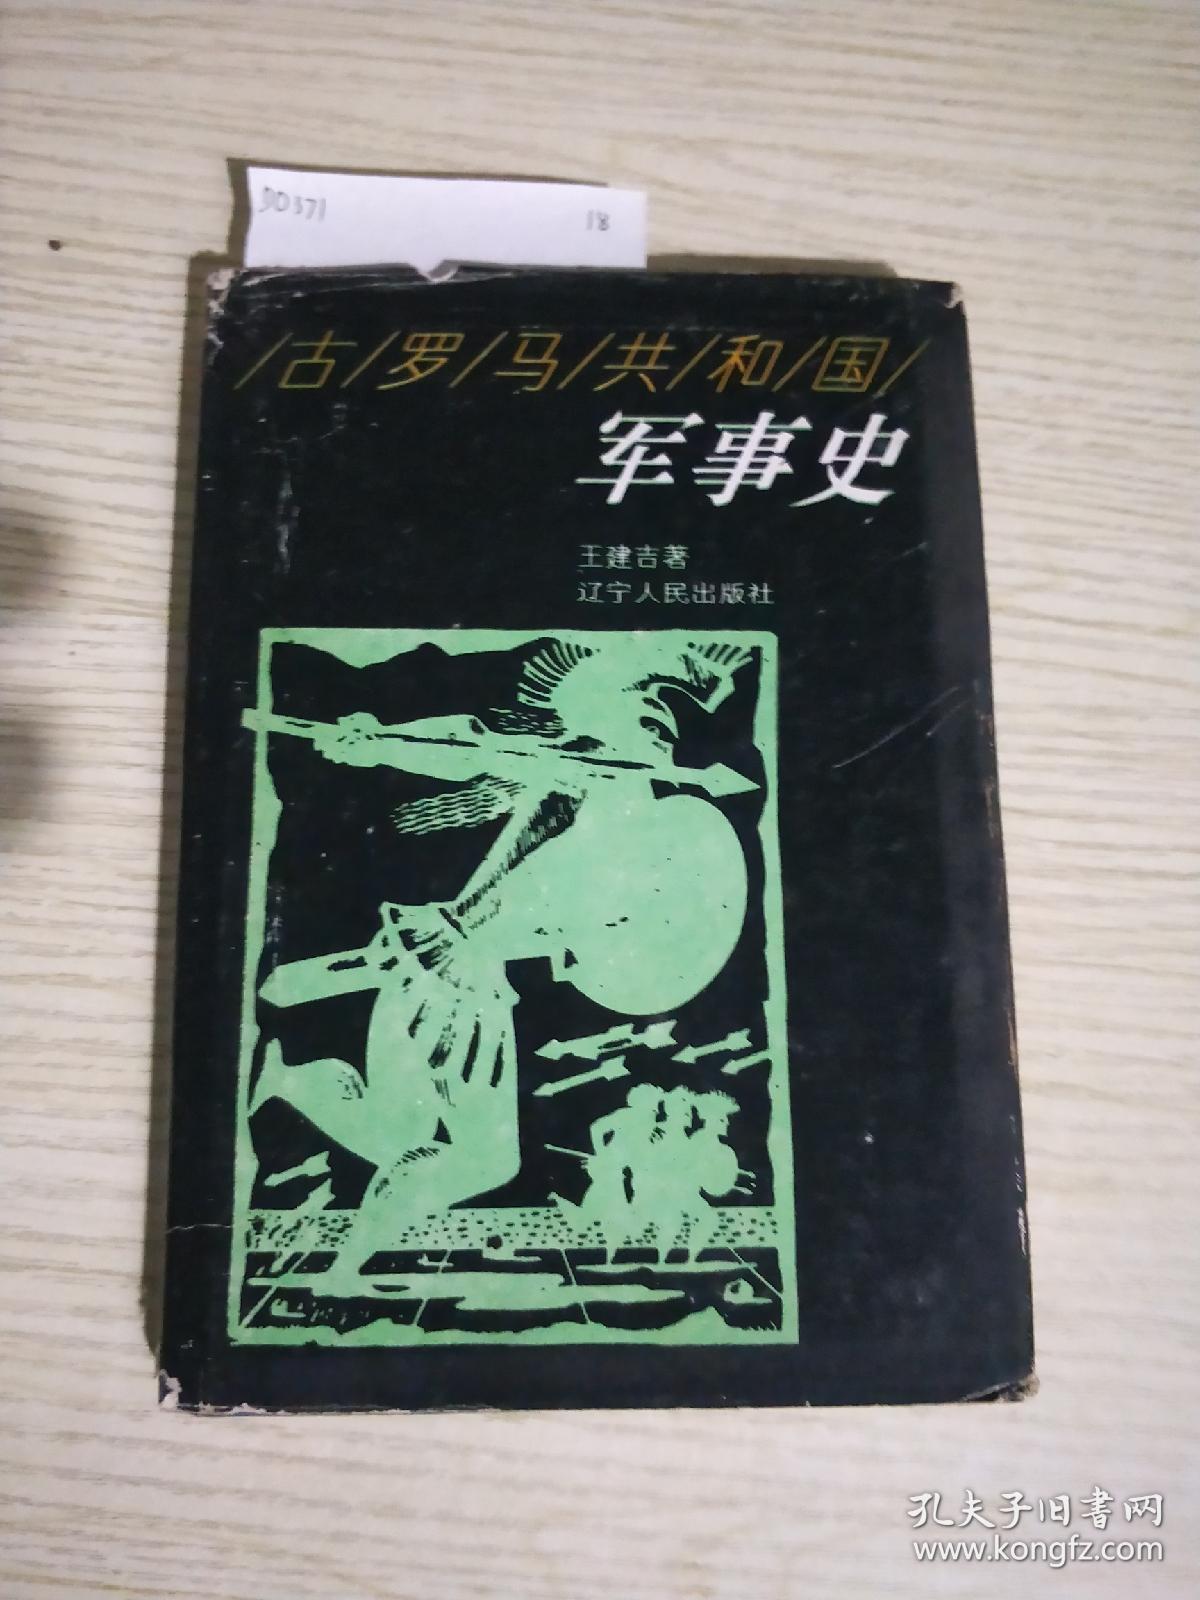 DD371 18
/古/罗/马/共/和/国/
军事史
王建吉著
辽宁人民出版社
孔夫子旧书网
www.kongfz.com